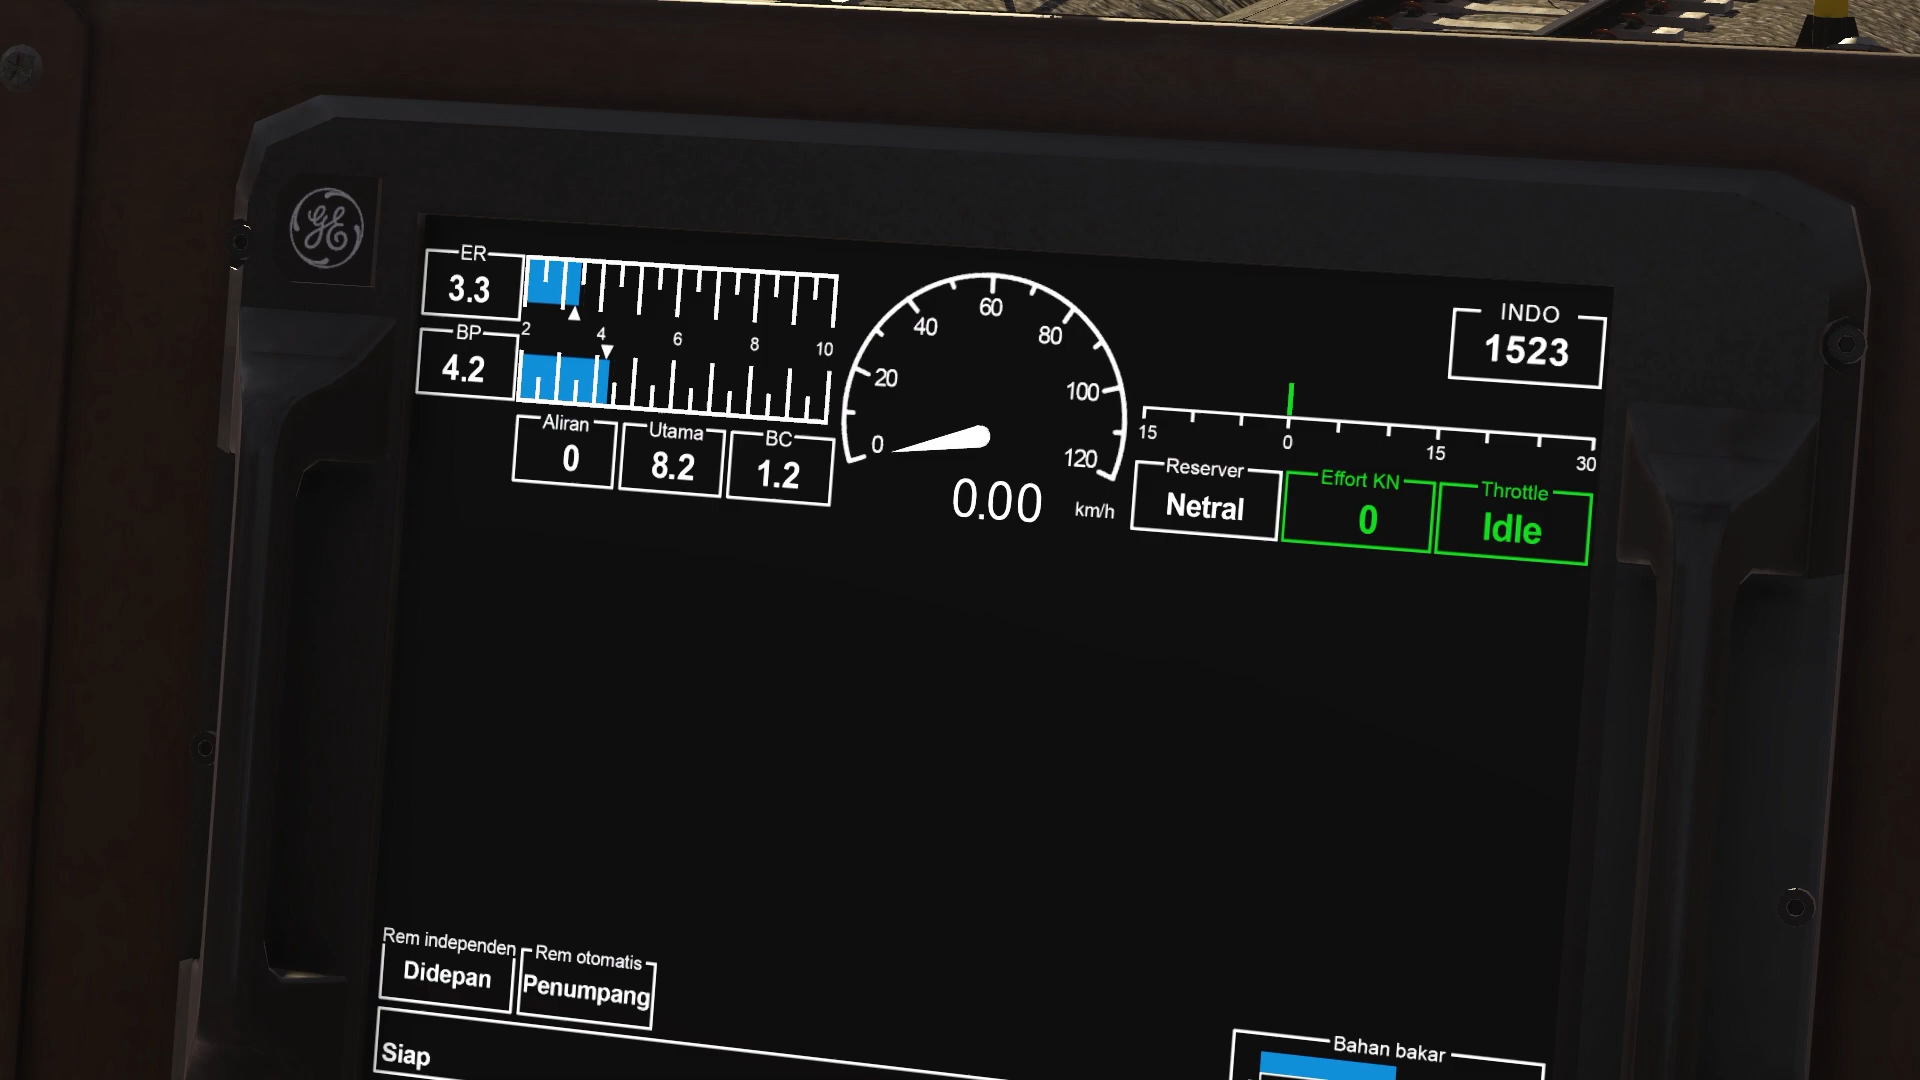 GE
ER
3.3
BP
4.2
2 4 6 8 10
Aliran
0
Utama
8.2
BC
1.2
0 20 40 60 80 100 120
0.00 km/h
INDO
1523
15 0 15 30
Reserver
Netral
Effort KN
0
Throttle
Idle
Rem independen
Didepan
Rem otomatis
Penumpang
Siap
Bahan bakar